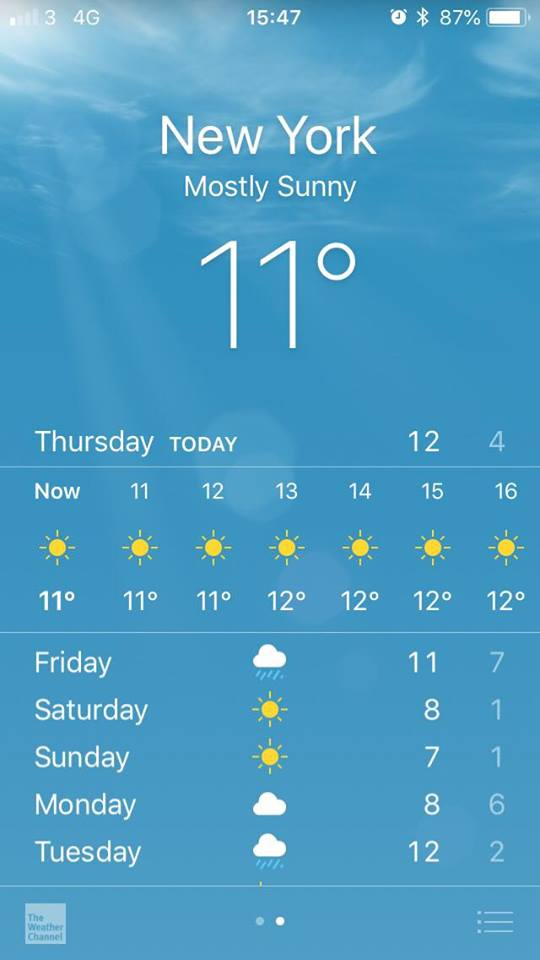 3 4G 15:47 87%
New York
Mostly Sunny
11°
Thursday TODAY 12 4
Now 11 12 13 14 15 16
11° 11° 11° 12° 12° 12° 12°
Friday 11 7
Saturday 8 1
Sunday 7 1
Monday 8 6
Tuesday 12 2
The
Weather
Channel